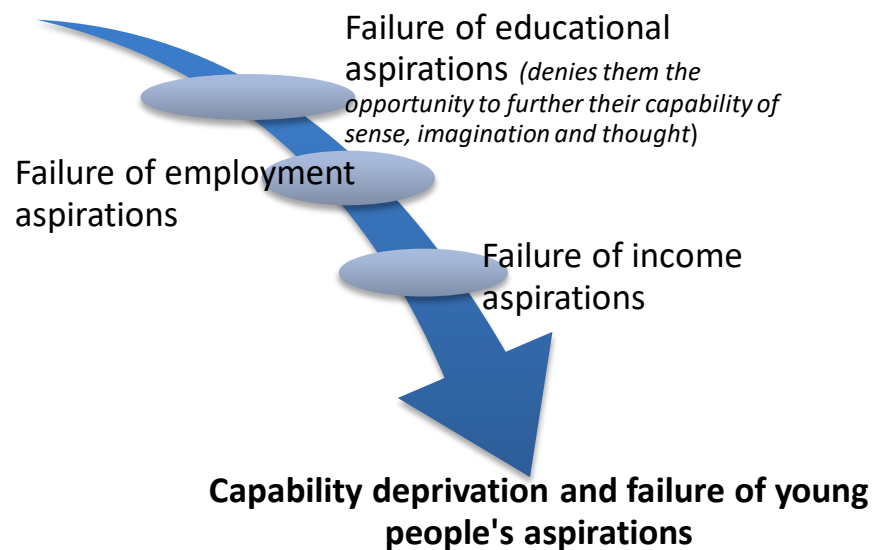 Failure of educational
aspirations (denies them the
opportunity to further their capability of
sense, imagination and thought)
Failure of employment
aspirations
Failure of income
aspirations
Capability deprivation and failure of young
people's aspirations